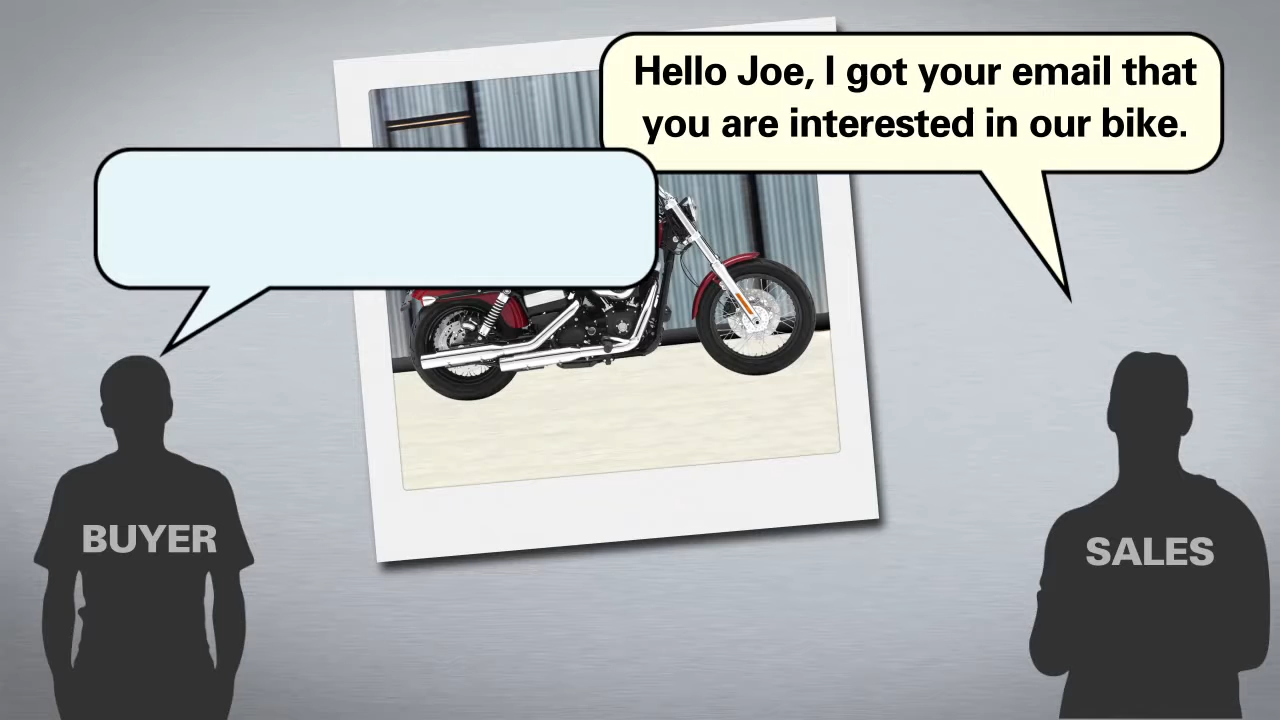 Hello Joe, I got your email that
you are interested in our bike.
BUYER
SALES